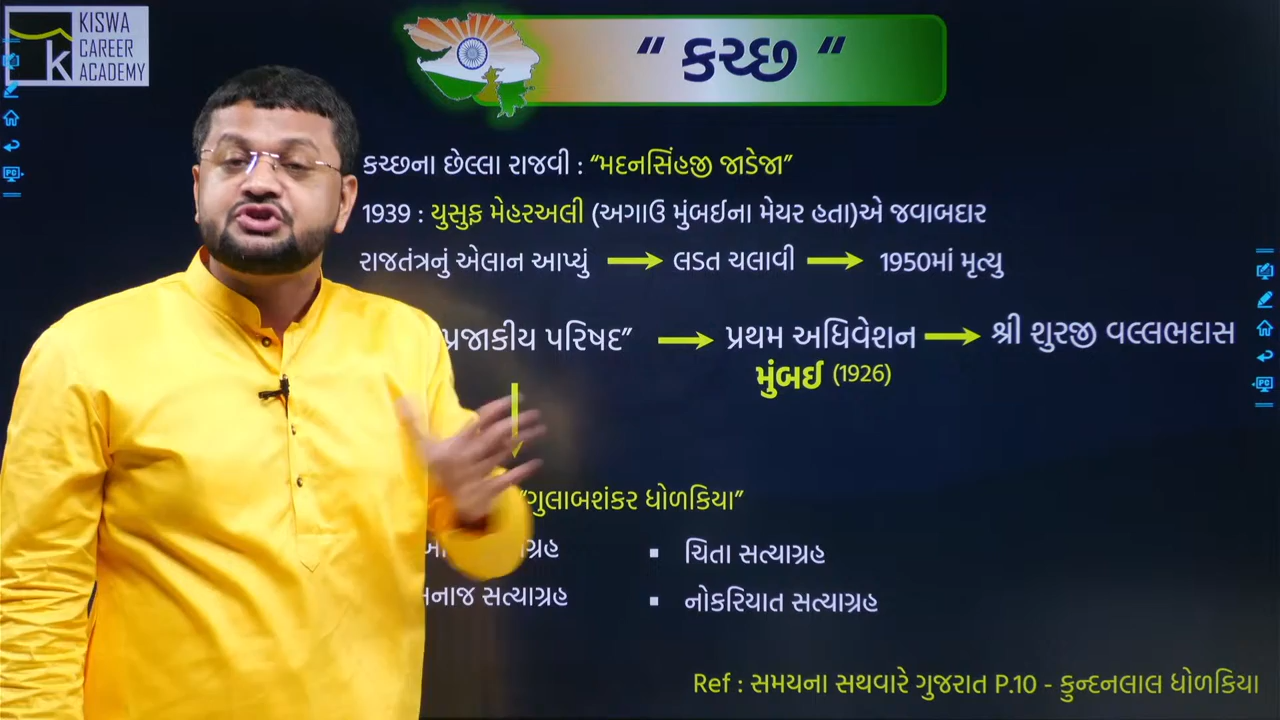 KISWA
CAREER
ACADEMY
“ કચ્છ “
કચ્છના છેલ્લા રાજવી : “મદનસિંહજી જાડેજા”
1939 : યુસુફ મેહરઅલી (અગાઉ મુંબઈના મેયર હતા)એ જવાબદાર
રાજતંત્રનું એલાન આપ્યું લડત ચલાવી 1950માં મૃત્યુ
પ્રજાકીય પરિષદ” પ્રથમ અધિવેશન શ્રી શુરજી વલ્લભદાસ
મુંબઈ (1926)
“ગુલાબશંકર ધોળકિયા”
ચિતા સત્યાગ્રહ
સત્યાગ્રહ નોકરિયાત સત્યાગ્રહ
Ref : સમયના સથવારે ગુજરાત P.10 - કુન્દનલાલ ધોળકિયા